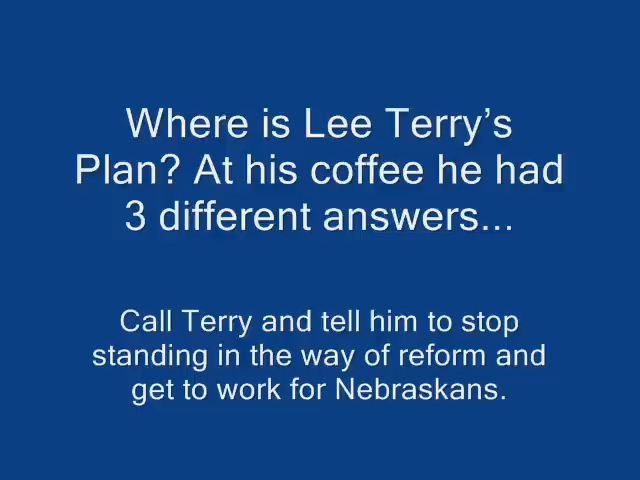 Where is Lee Terry’s
Plan? At his coffee he had
3 different answers...
Call Terry and tell him to stop
standing in the way of reform and
get to work for Nebraskans.